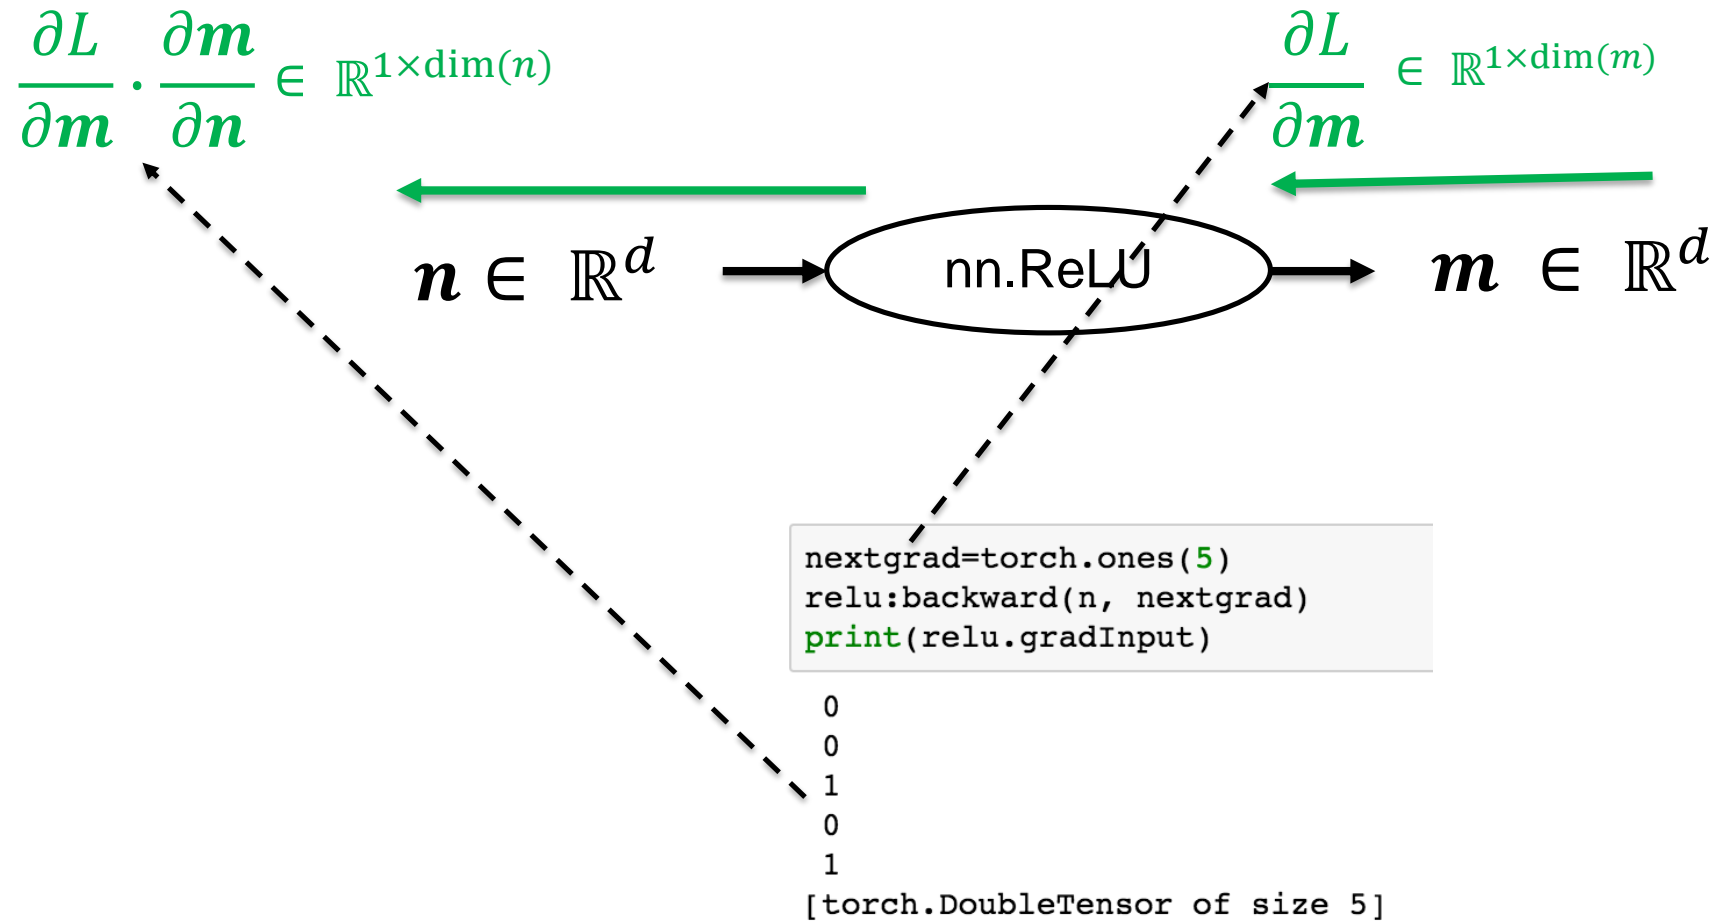 ∂L/∂m · ∂m/∂n ∈ ℝ^{1×dim(n)}
∂L/∂m ∈ ℝ^{1×dim(m)}
n ∈ ℝ^d
nn.ReLU
m ∈ ℝ^d
nextgrad=torch.ones(5)
relu:backward(n, nextgrad)
print(relu.gradInput)
0
0
1
0
1
[torch.DoubleTensor of size 5]